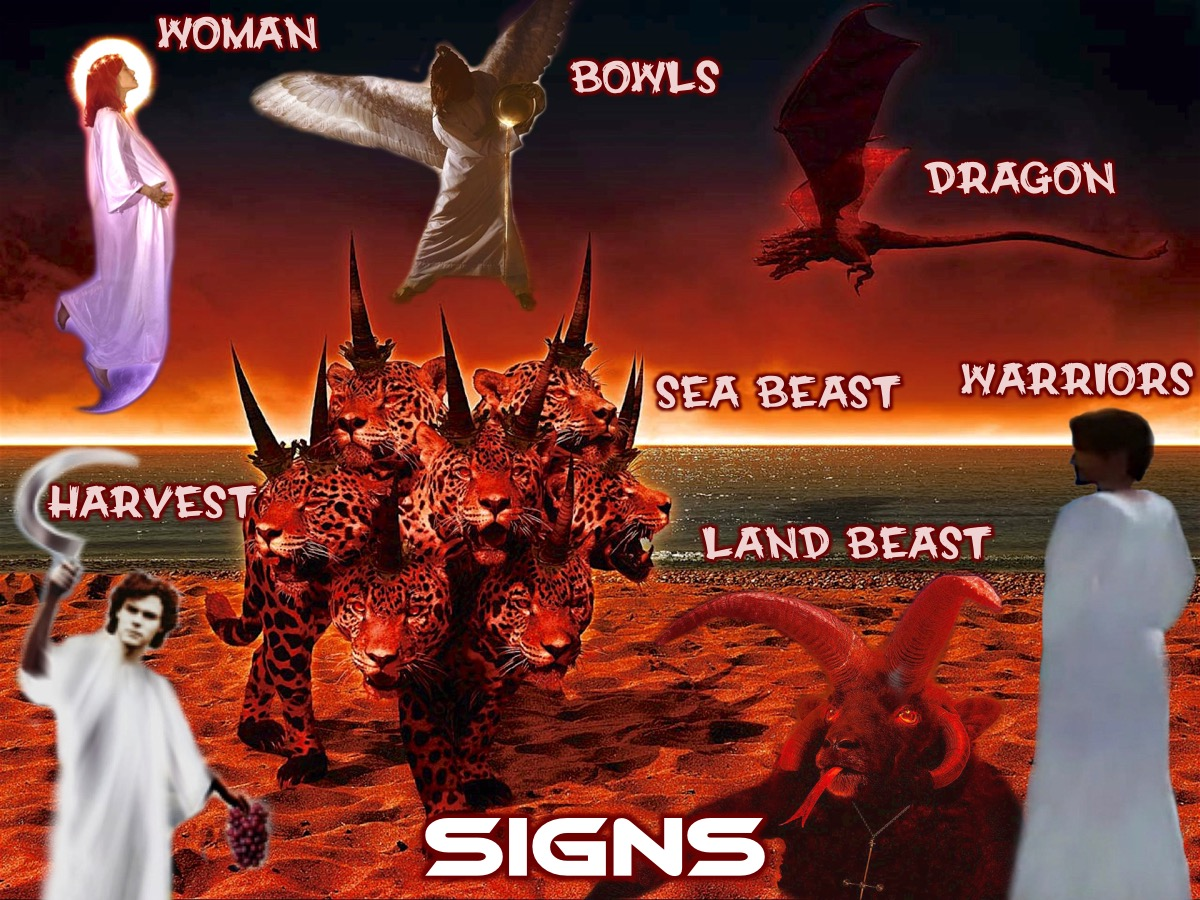 WOMAN
BOWLS
DRAGON
SEA BEAST
WARRIORS
HARVEST
LAND BEAST
SIGNS